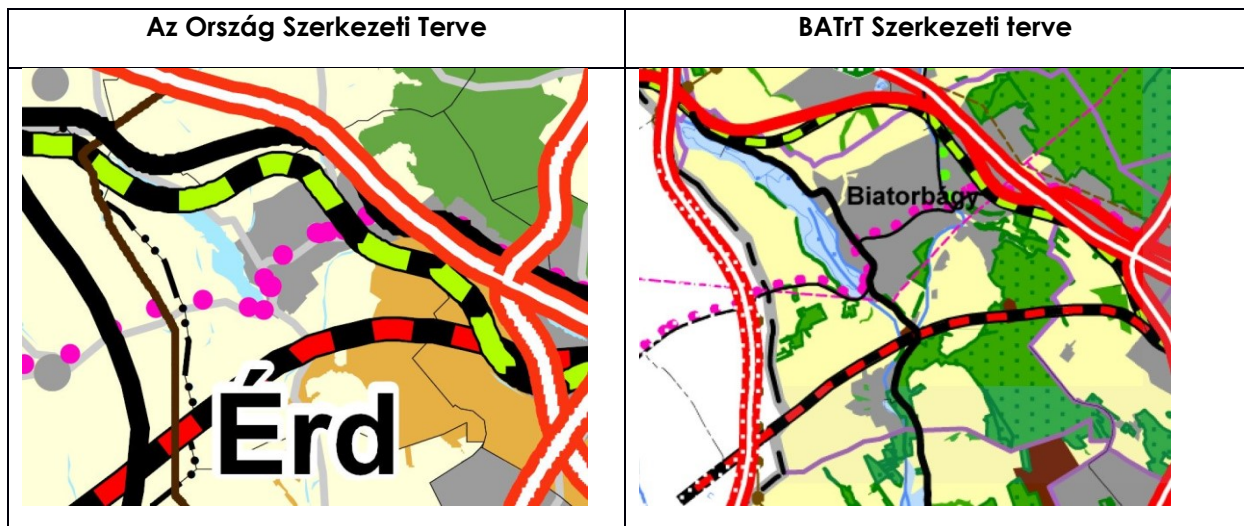 Az Ország Szerkezeti Terve
BATrT Szerkezeti terve
Érd
Biatorbágy